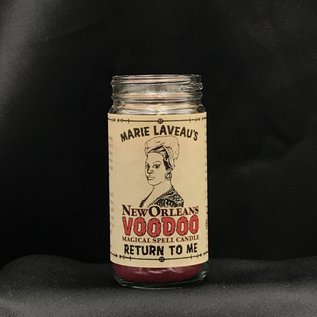 MARIE LAVEAU'S
NEW ORLEANS
VOODOO
MAGICAL SPELL CANDLE
RETURN TO ME